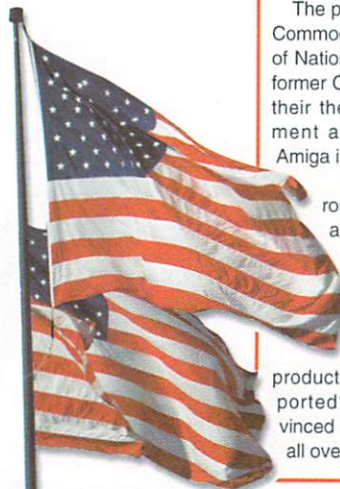 The p
Commod
of Nation
former C
their the
ment a
Amiga i
rou
a
product
ported'
vinced
all ove